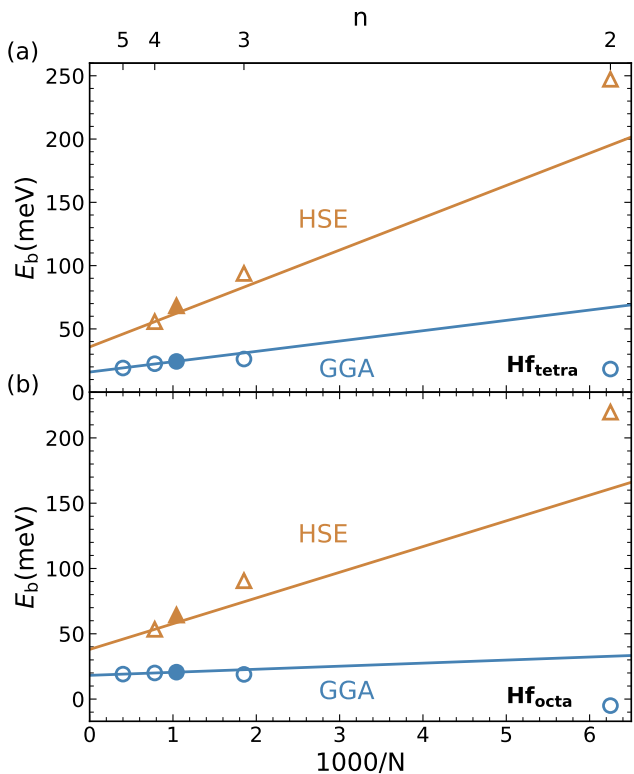 n
(a)
5 4 3 2
250
200
150
100
50
0
E_b(meV)
HSE
GGA
Hf_tetra
(b)
200
150
100
50
0
E_b(meV)
HSE
GGA
Hf_octa
0 1 2 3 4 5 6
1000/N